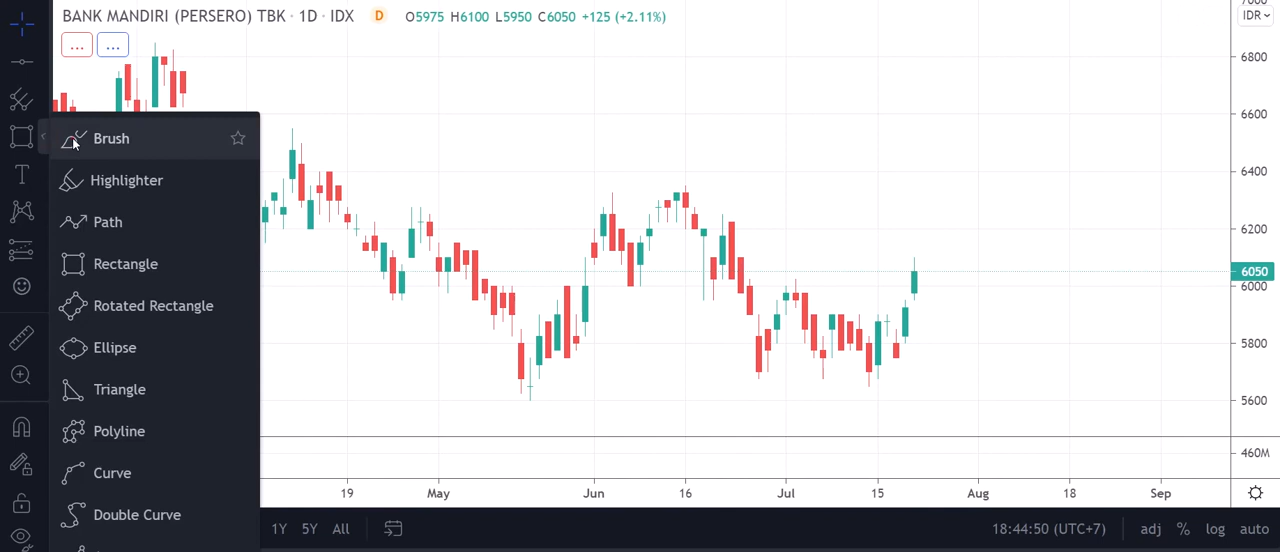 BANK MANDIRI (PERSERO) TBK · 1D · IDX D O5975 H6100 L5950 C6050 +125 (+2.11%)
IDR
... ...
6800
6600
6400
6200
6050
6000
5800
5600
460M
Brush
Highlighter
Path
Rectangle
Rotated Rectangle
Ellipse
Triangle
Polyline
Curve
Double Curve
19 May Jun 16 Jul 15 Aug 18 Sep
1Y 5Y All 18:44:50 (UTC+7) adj % log auto